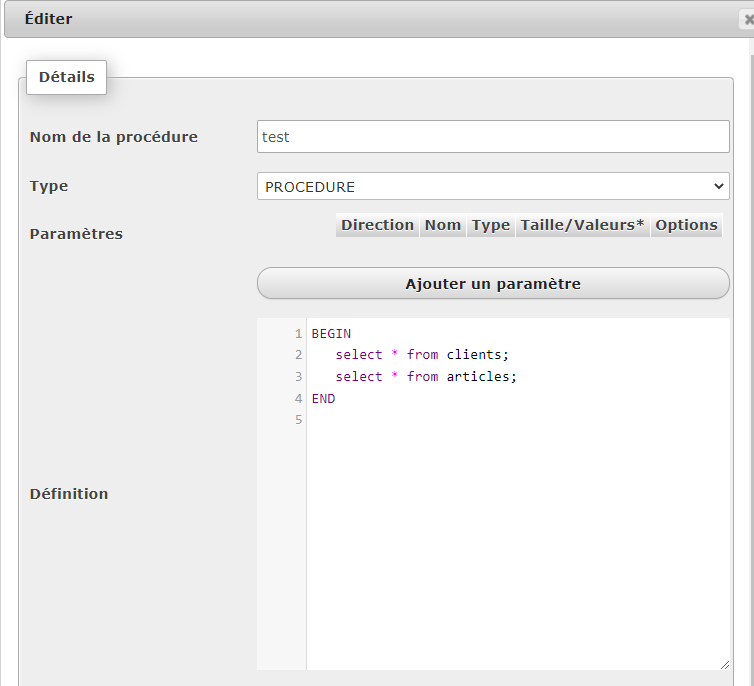 Éditer
Détails
Nom de la procédure
test
Type
PROCEDURE
Paramètres
Direction Nom Type Taille/Valeurs* Options
Ajouter un paramètre
Définition
1 BEGIN
2 select * from clients;
3 select * from articles;
4 END
5